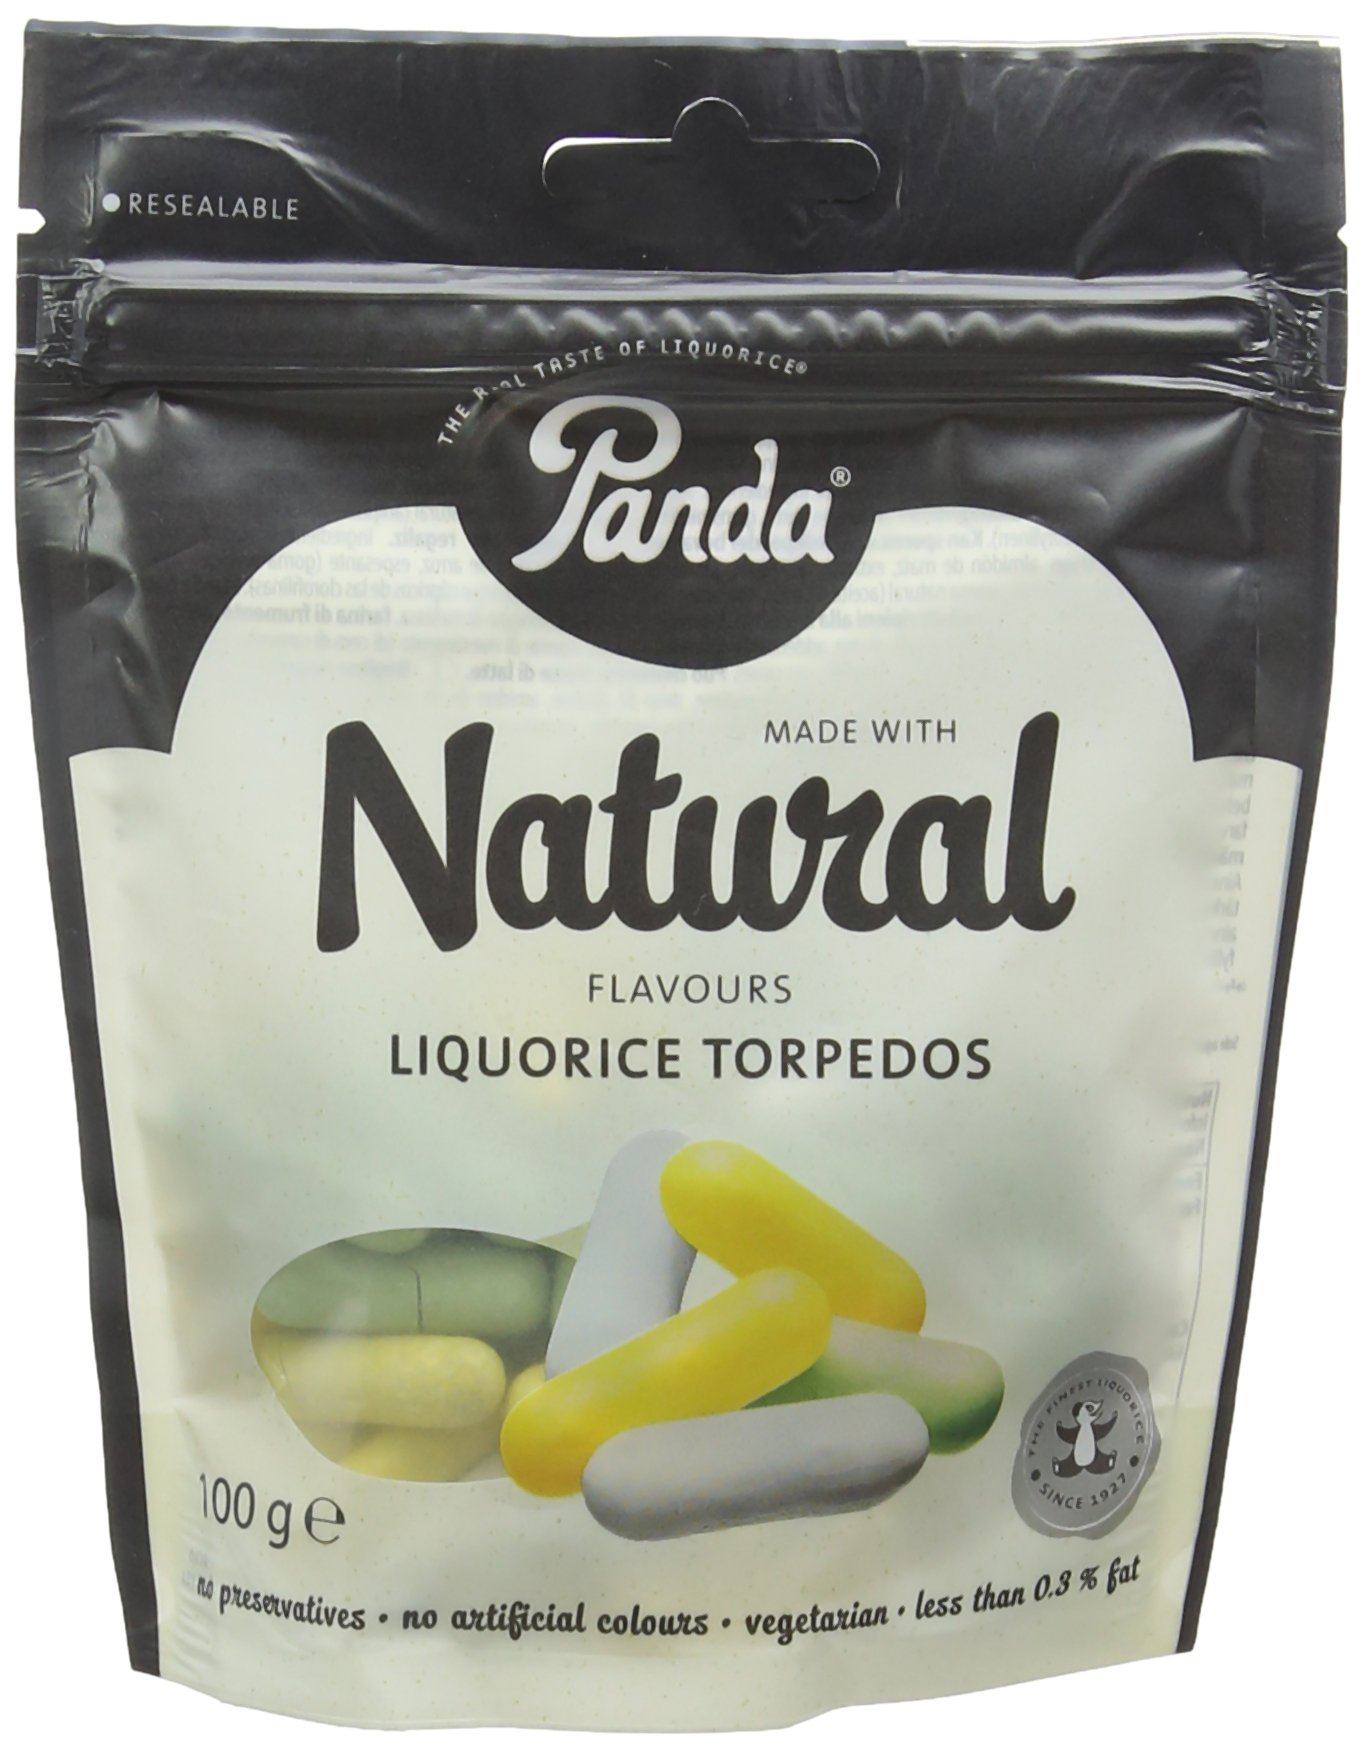 RESEALABLE
THE REAL TASTE OF LIQUORICE®
Panda®
MADE WITH
Natural
FLAVOURS
LIQUORICE TORPEDOS
THE FINEST LIQUORICE
SINCE 1927
100 g ℮
no preservatives • no artificial colours • vegetarian • less than 0.3 % fat